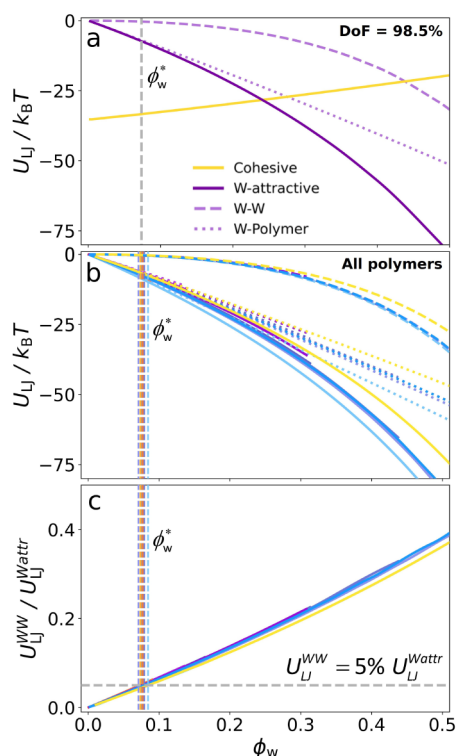 a
DoF = 98.5%
0
−25
−50
−75
U_LJ / k_BT
ϕ*_w
Cohesive
W-attractive
W-W
W-Polymer
b
All polymers
0
−25
−50
−75
U_LJ / k_BT
ϕ*_w
c
0.4
0.2
0.0
U_LJ^WW / U_LJ^Wattr
ϕ*_w
U_LJ^WW = 5% U_LJ^Wattr
0.0 0.1 0.2 0.3 0.4 0.5
ϕ_w